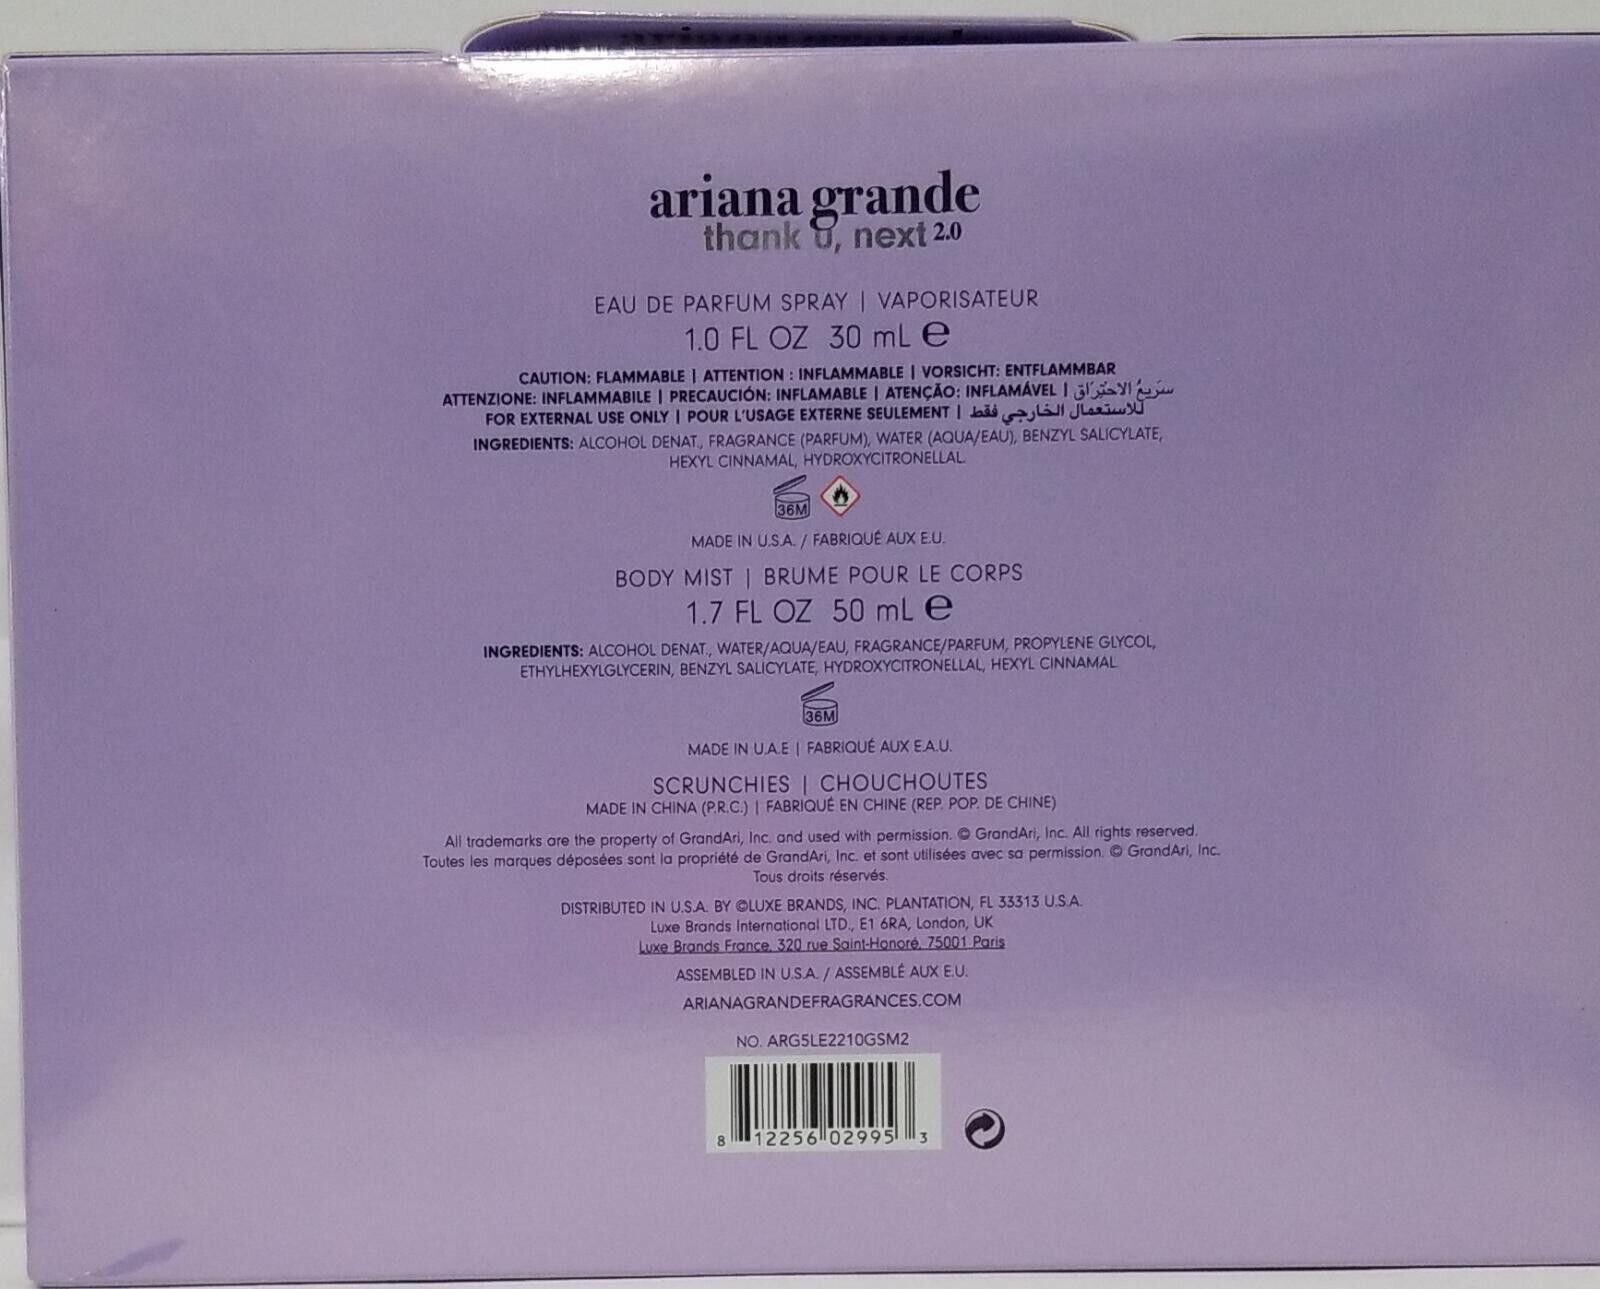 ariana grande
thank u, next 2.0
EAU DE PARFUM SPRAY | VAPORISATEUR
1.0 FL OZ 30 mL ℮
CAUTION: FLAMMABLE | ATTENTION : INFLAMMABLE | VORSICHT: ENTFLAMMBAR
ATTENZIONE: INFLAMMABILE | PRECAUCIÓN: INFLAMABLE | ATENÇÃO: INFLAMÁVEL | سَريعُ الاحتِراق
FOR EXTERNAL USE ONLY | POUR L'USAGE EXTERNE SEULEMENT | للاستعمال الخارجي فقط
INGREDIENTS: ALCOHOL DENAT., FRAGRANCE (PARFUM), WATER (AQUA/EAU), BENZYL SALICYLATE,
HEXYL CINNAMAL, HYDROXYCITRONELLAL.
36M
MADE IN U.S.A. / FABRIQUÉ AUX E.U.
BODY MIST | BRUME POUR LE CORPS
1.7 FL OZ 50 mL ℮
INGREDIENTS: ALCOHOL DENAT., WATER/AQUA/EAU, FRAGRANCE/PARFUM, PROPYLENE GLYCOL,
ETHYLHEXYLGLYCERIN, BENZYL SALICYLATE, HYDROXYCITRONELLAL, HEXYL CINNAMAL.
36M
MADE IN U.A.E | FABRIQUÉ AUX E.A.U.
SCRUNCHIES | CHOUCHOUTES
MADE IN CHINA (P.R.C.) | FABRIQUÉ EN CHINE (REP. POP. DE CHINE)
All trademarks are the property of GrandAri, Inc. and used with permission. © GrandAri, Inc. All rights reserved.
Toutes les marques déposées sont la propriété de GrandAri, Inc. et sont utilisées avec sa permission. © GrandAri, Inc.
Tous droits réservés.
DISTRIBUTED IN U.S.A. BY ©LUXE BRANDS, INC. PLANTATION, FL 33313 U.S.A.
Luxe Brands International LTD., E1 6RA, London, UK
Luxe Brands France, 320 rue Saint-Honoré, 75001 Paris
ASSEMBLED IN U.S.A. / ASSEMBLÉ AUX E.U.
ARIANAGRANDEFRAGRANCES.COM
NO. ARG5LE2210GSM2
8 12256 02995 3